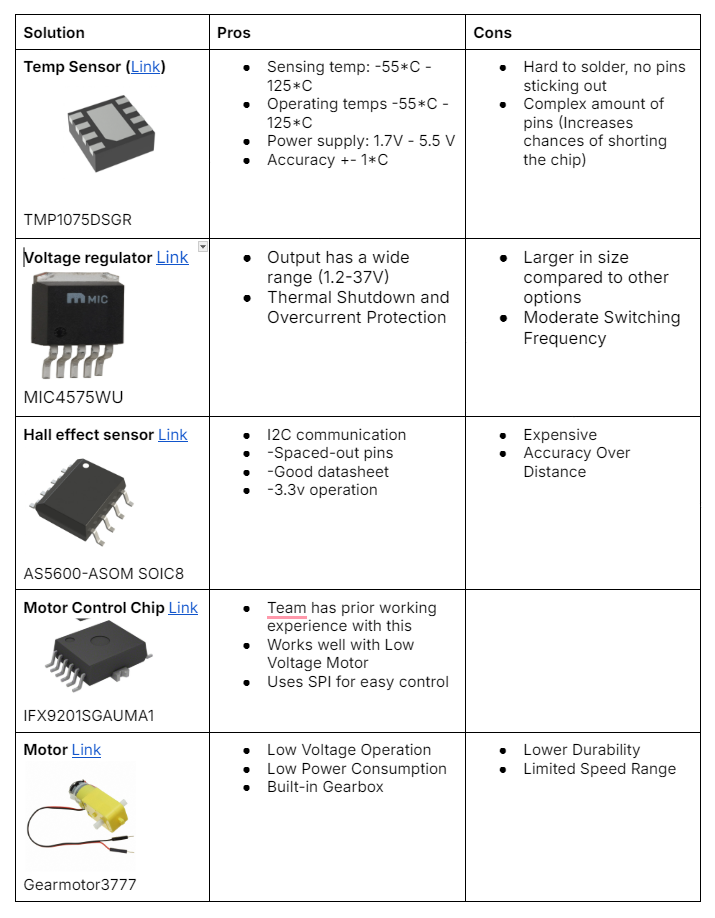 Solution
Pros
Cons
Temp Sensor (Link)
TMP1075DSGR
● Sensing temp: -55*C -
125*C
● Operating temps -55*C -
125*C
● Power supply: 1.7V - 5.5 V
● Accuracy +- 1*C
● Hard to solder, no pins
sticking out
● Complex amount of
pins (Increases
chances of shorting
the chip)
Voltage regulator Link
MIC
MIC4575WU
● Output has a wide
range (1.2-37V)
● Thermal Shutdown and
Overcurrent Protection
● Larger in size
compared to other
options
● Moderate Switching
Frequency
Hall effect sensor Link
AS5600-ASOM SOIC8
● I2C communication
● -Spaced-out pins
● -Good datasheet
● -3.3v operation
● Expensive
● Accuracy Over
Distance
Motor Control Chip Link
IFX9201SGAUMA1
● Team has prior working
experience with this
● Works well with Low
Voltage Motor
● Uses SPI for easy control
Motor Link
Gearmotor3777
● Low Voltage Operation
● Low Power Consumption
● Built-in Gearbox
● Lower Durability
● Limited Speed Range